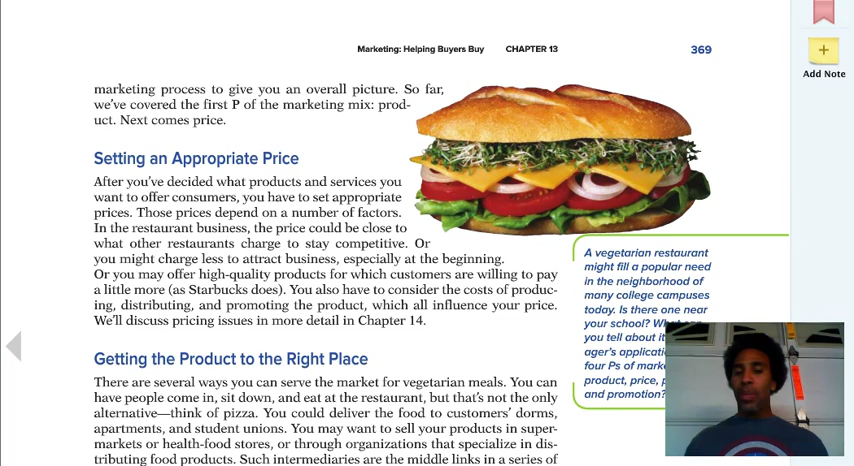 Marketing: Helping Buyers Buy CHAPTER 13 369
Add Note
marketing process to give you an overall picture. So far,
we've covered the first P of the marketing mix: prod-
uct. Next comes price.
Setting an Appropriate Price
After you've decided what products and services you
want to offer consumers, you have to set appropriate
prices. Those prices depend on a number of factors.
In the restaurant business, the price could be close to
what other restaurants charge to stay competitive. Or
you might charge less to attract business, especially at the beginning.
Or you may offer high-quality products for which customers are willing to pay
a little more (as Starbucks does). You also have to consider the costs of produc-
ing, distributing, and promoting the product, which all influence your price.
We'll discuss pricing issues in more detail in Chapter 14.
Getting the Product to the Right Place
There are several ways you can serve the market for vegetarian meals. You can
have people come in, sit down, and eat at the restaurant, but that's not the only
alternative—think of pizza. You could deliver the food to customers' dorms,
apartments, and student unions. You may want to sell your products in super-
markets or health-food stores, or through organizations that specialize in dis-
tributing food products. Such intermediaries are the middle links in a series of
A vegetarian restaurant
might fill a popular need
in the neighborhood of
many college campuses
today. Is there one near
your school?
you tell about it
ager's applicati
four Ps of marke
product, price, p
and promotion?